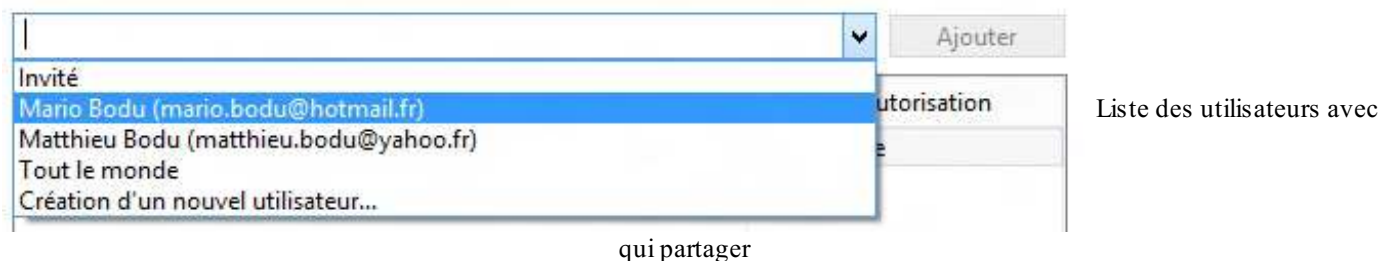 Ajouter
Invité
Mario Bodu (mario.bodu@hotmail.fr)
utorisation
Liste des utilisateurs avec
Matthieu Bodu (matthieu.bodu@yahoo.fr)
e
Tout le monde
Création d'un nouvel utilisateur...
qui partager